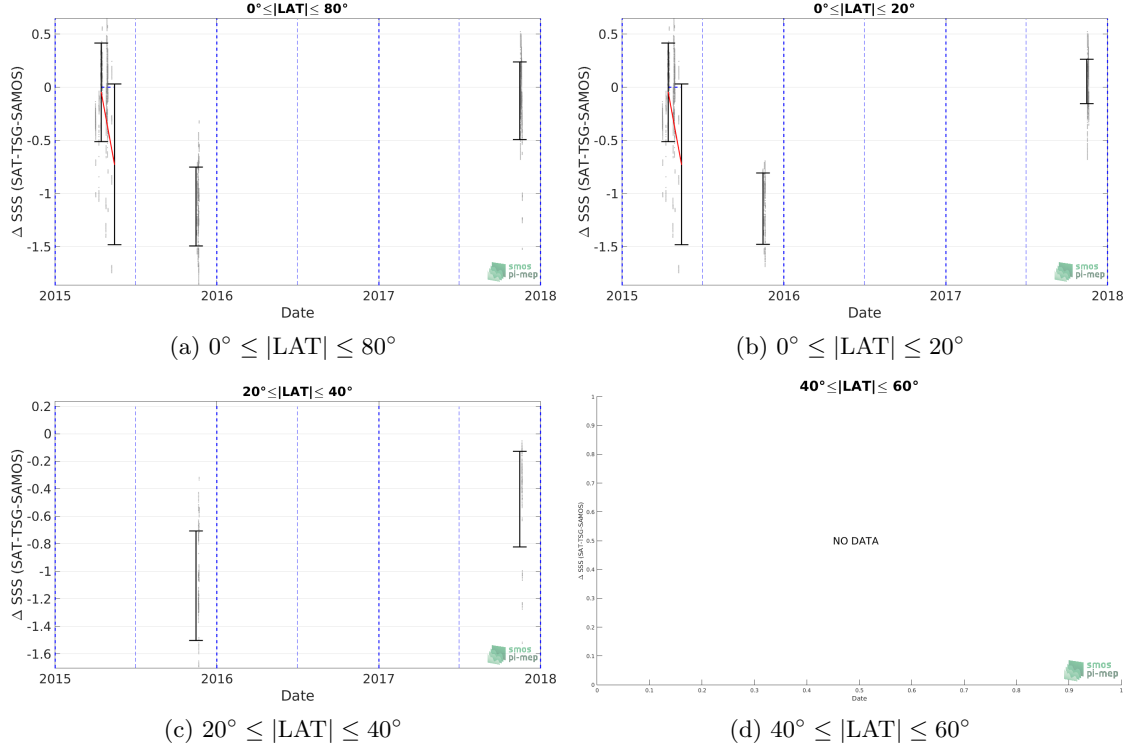 0°≤|LAT|≤ 80°
Δ SSS (SAT-TSG-SAMOS)
0.5
0
-0.5
-1
-1.5
2015
2016
2017
2018
Date
smos
pi-mep
(a) 0° ≤ |LAT| ≤ 80°
0°≤|LAT|≤ 20°
Δ SSS (SAT-TSG-SAMOS)
0.5
0
-0.5
-1
-1.5
2015
2016
2017
2018
Date
smos
pi-mep
(b) 0° ≤ |LAT| ≤ 20°
20°≤|LAT|≤ 40°
Δ SSS (SAT-TSG-SAMOS)
0.2
0
-0.2
-0.4
-0.6
-0.8
-1
-1.2
-1.4
-1.6
2015
2016
2017
2018
Date
smos
pi-mep
(c) 20° ≤ |LAT| ≤ 40°
40°≤|LAT|≤ 60°
Δ SSS (SAT-TSG-SAMOS)
1
0.9
0.8
0.7
0.6
0.5
0.4
0.3
0.2
0.1
0
NO DATA
0
0.1
0.2
0.3
0.4
0.5
0.6
0.7
0.8
0.9
1
Date
smos
pi-mep
(d) 40° ≤ |LAT| ≤ 60°